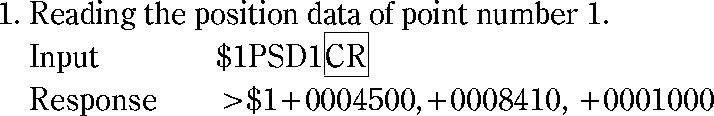 1. Reading the position data of point number 1.
Input $1PSD1CR
Response >$1+0004500,+0008410, +0001000